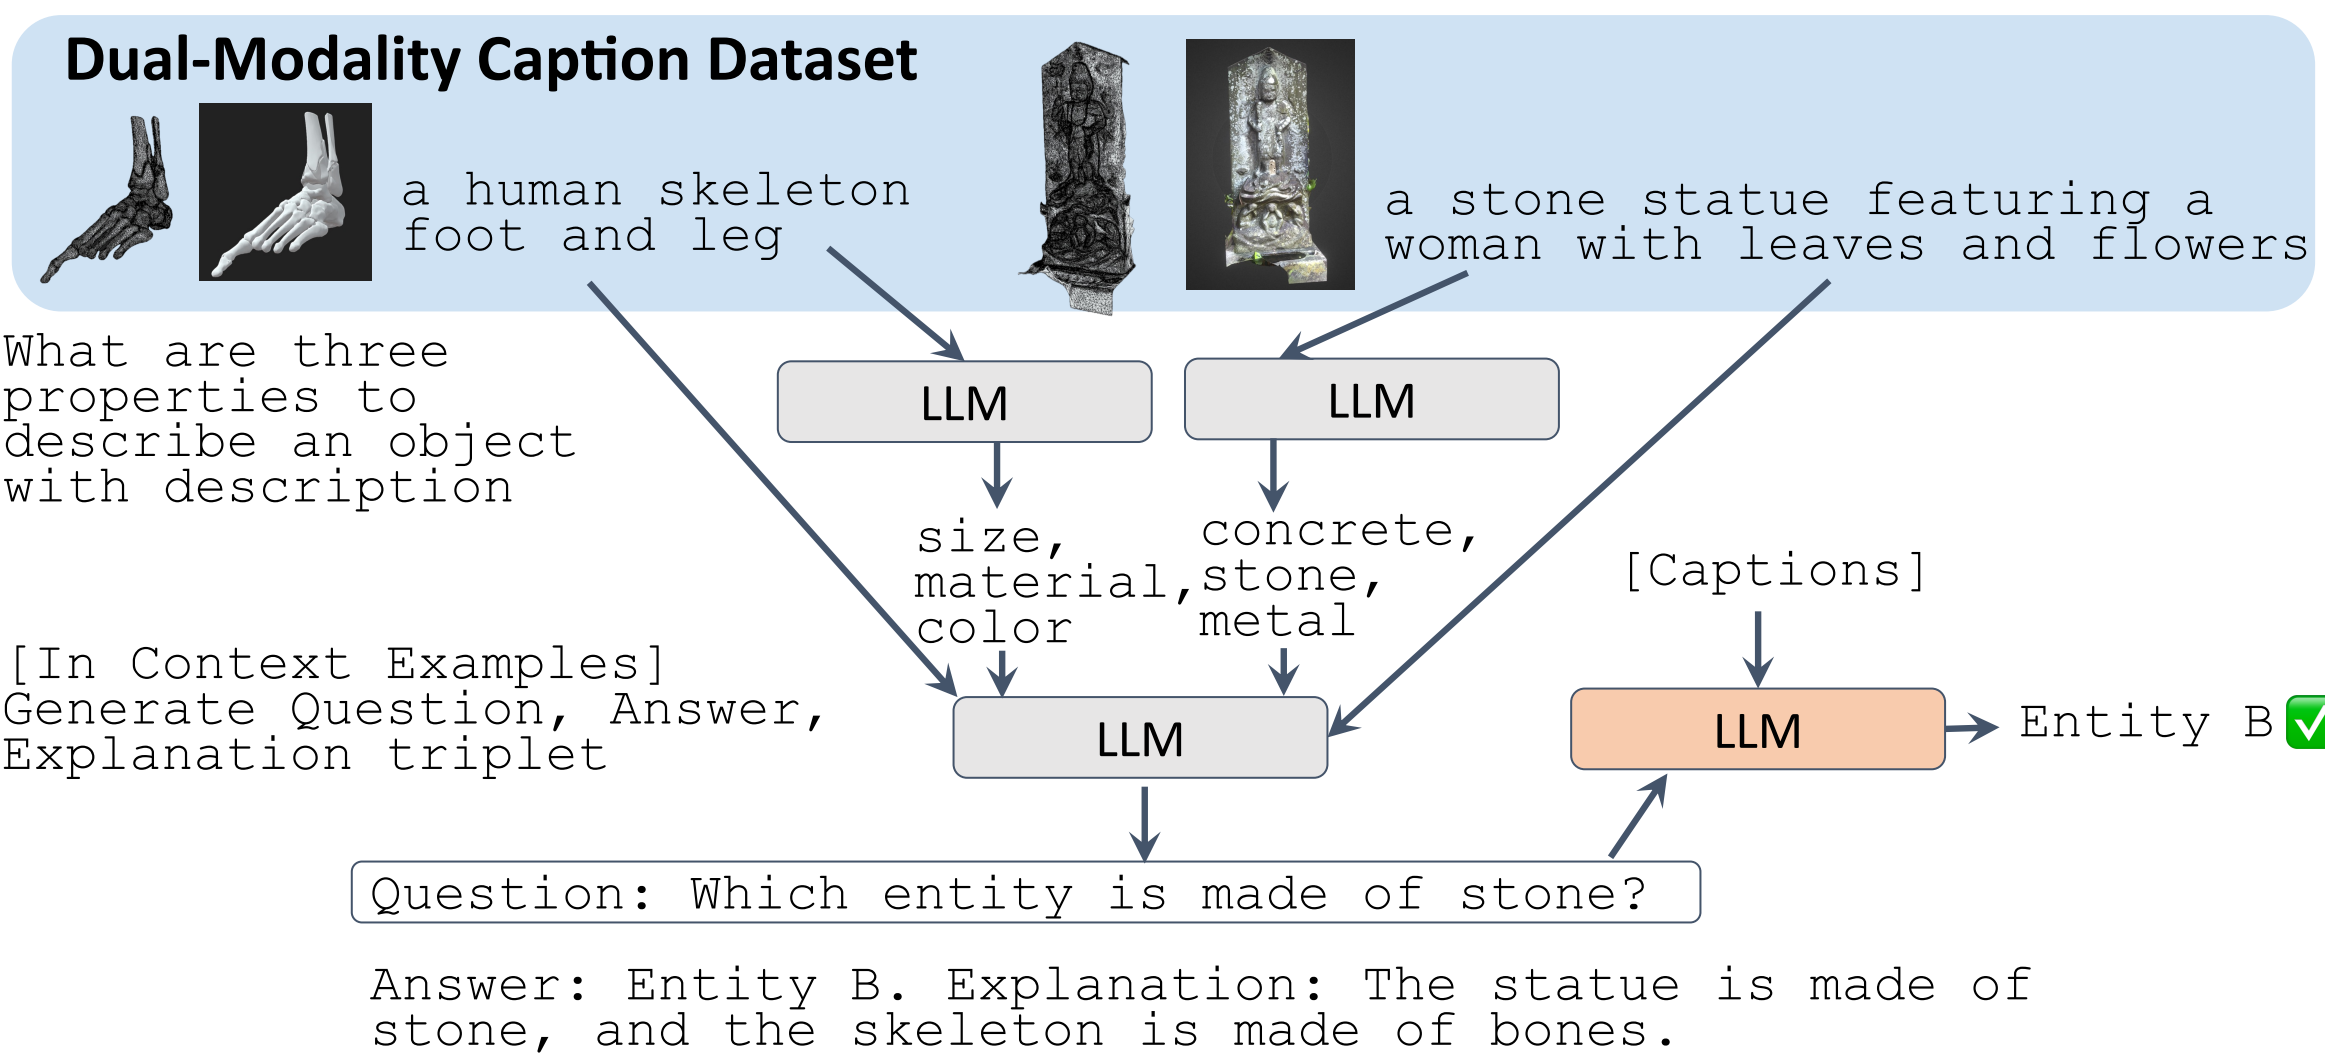 Dual-Modality Caption Dataset
a human skeleton
foot and leg
a stone statue featuring a
woman with leaves and flowers
What are three
properties to
describe an object
with description
LLM
LLM
size,
material,
color
concrete,
stone,
metal
[Captions]
[In Context Examples]
Generate Question, Answer,
Explanation triplet
LLM
LLM
Entity B
Question: Which entity is made of stone?
Answer: Entity B. Explanation: The statue is made of
stone, and the skeleton is made of bones.